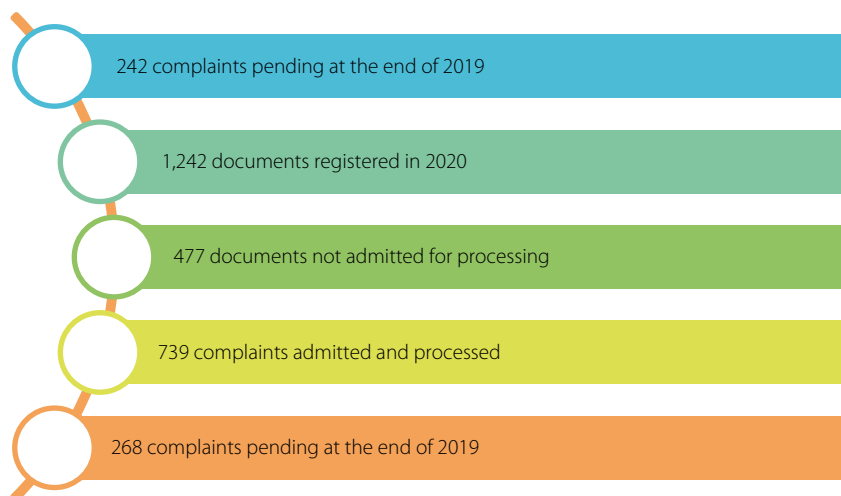 242 complaints pending at the end of 2019
1,242 documents registered in 2020
477 documents not admitted for processing
739 complaints admitted and processed
268 complaints pending at the end of 2019